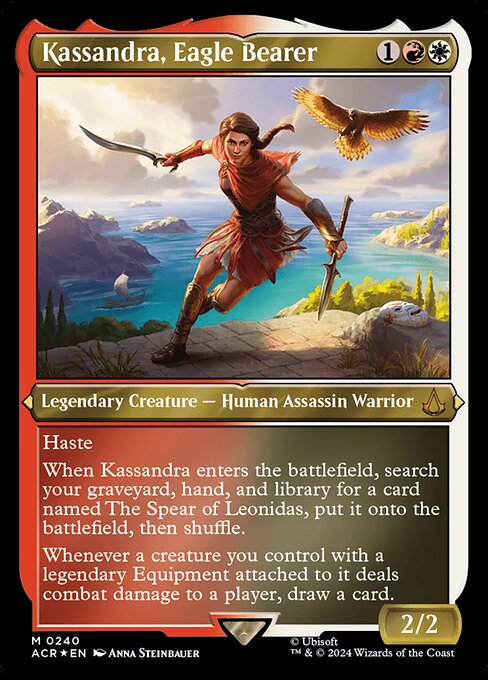 Kassandra, Eagle Bearer 1
Legendary Creature — Human Assassin Warrior
Haste
When Kassandra enters the battlefield, search
your graveyard, hand, and library for a card
named The Spear of Leonidas, put it onto the
battlefield, then shuffle.
Whenever a creature you control with a
legendary Equipment attached to it deals
combat damage to a player, draw a card.
2/2
M 0240
ACR★EN Anna Steinbauer
© Ubisoft
™ & © 2024 Wizards of the Coast